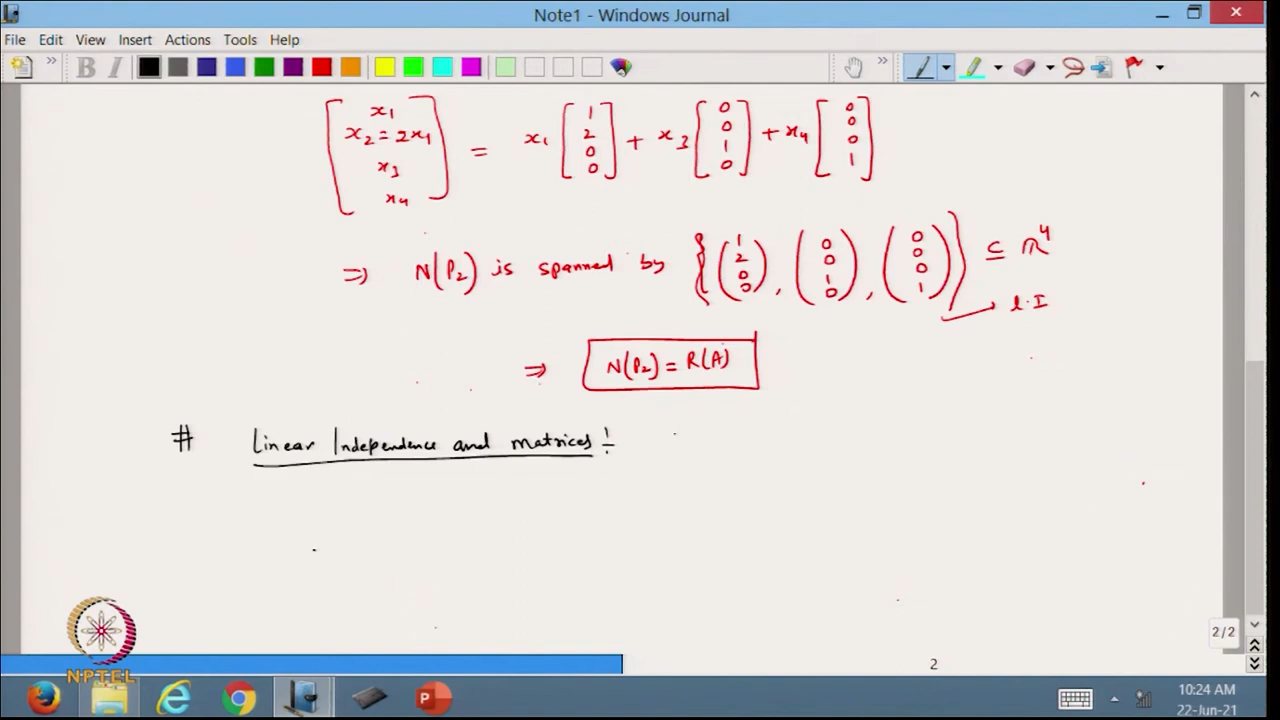 Note1 - Windows Journal
File Edit View Insert Actions Tools Help
B I
[x1, x2 = 2x1, x3, x4] = x1 [1, 2, 0, 0] + x3 [0, 0, 1, 0] + x4 [0, 0, 0, 1]
⇒ N(P2) is spanned by {(1, 2, 0, 0), (0, 0, 1, 0), (0, 0, 0, 1)} ⊆ R^4
→ l.I
⇒ N(P2) = R(A)
# Linear Independence and matrices :-
2/2
2
NPTEL
10:24 AM
22-Jun-21